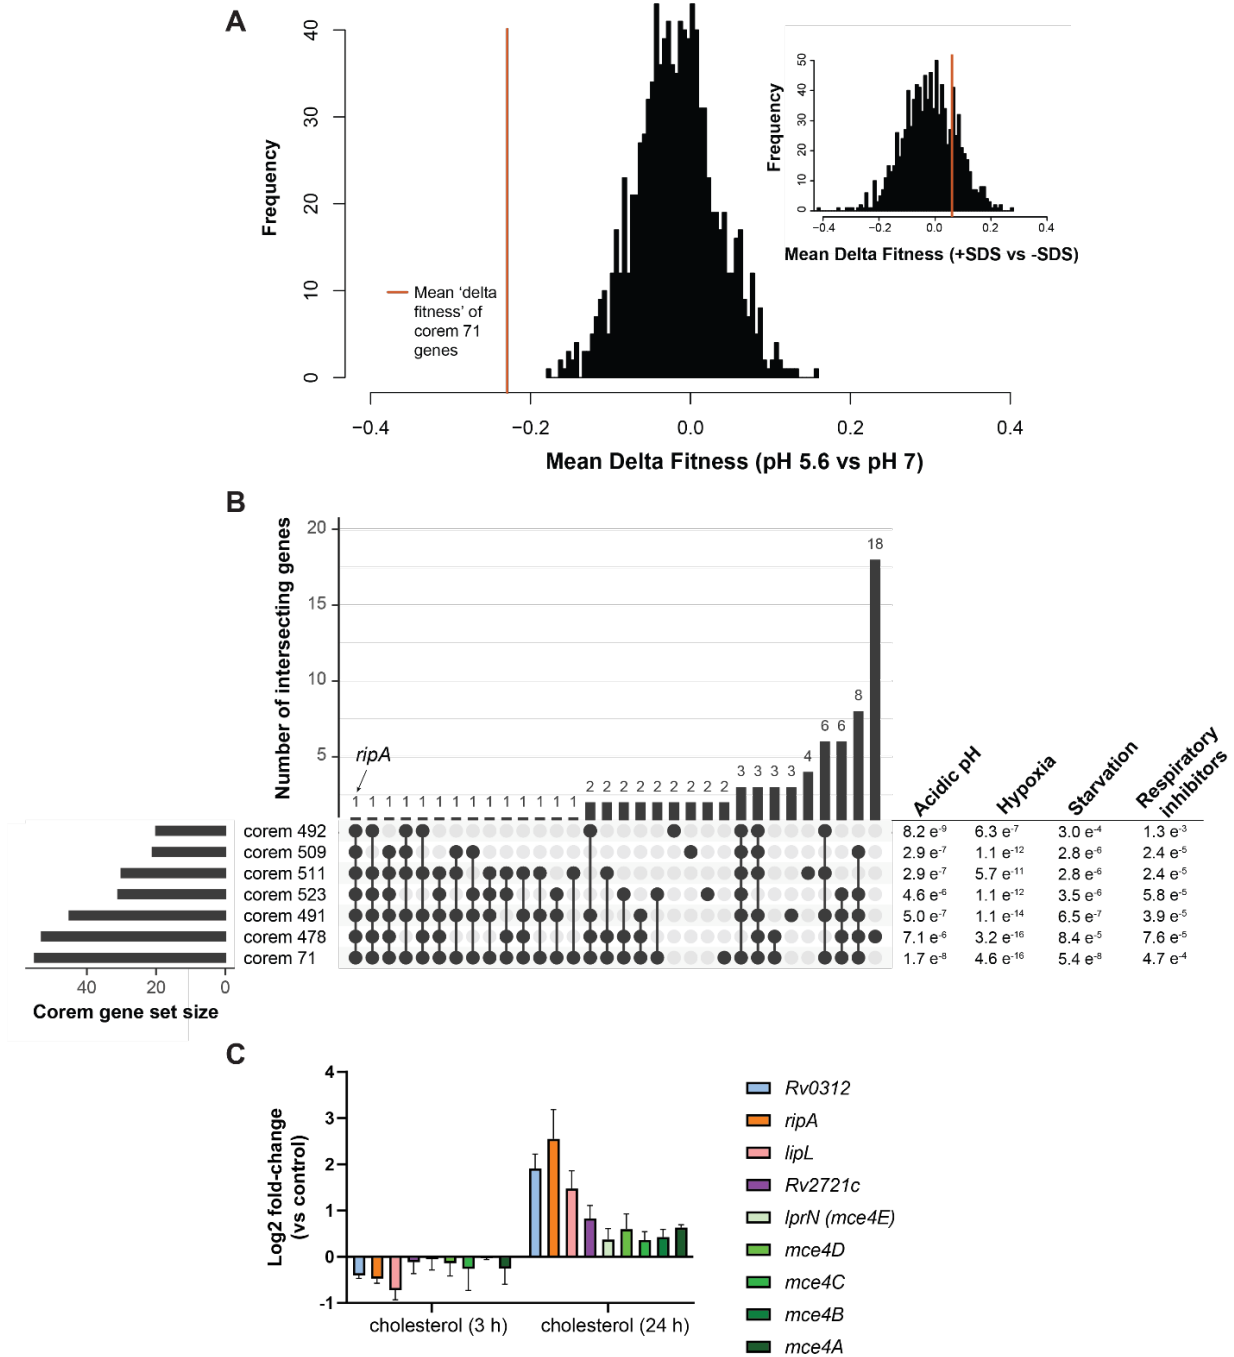 A
Frequency
40
30
20
10
0
Mean ‘delta
fitness’ of
corem 71
genes
−0.4
−0.2
0.0
0.2
0.4
Mean Delta Fitness (pH 5.6 vs pH 7)
Frequency
50
40
30
20
10
0
−0.4
−0.2
0.0
0.2
0.4
Mean Delta Fitness (+SDS vs -SDS)
B
Number of intersecting genes
20
15
10
5
ripA
1 1 1 1 1 1 1 1 1 1 1 1 1 1 2 2 2 2 2 2 2 2 2 3 3 3 3 4 6 6 8 18
Acidic pH
Hypoxia
Starvation
Respiratory
inhibitors
corem 492 8.2 e-9 6.3 e-7 3.0 e-4 1.3 e-3
corem 509 2.9 e-7 1.1 e-12 2.8 e-6 2.4 e-5
corem 511 2.9 e-7 5.7 e-11 2.8 e-6 2.4 e-5
corem 523 4.6 e-6 1.1 e-12 3.5 e-6 5.8 e-5
corem 491 5.0 e-7 1.1 e-14 6.5 e-7 3.9 e-5
corem 478 7.1 e-6 3.2 e-16 8.4 e-5 7.6 e-5
corem 71 1.7 e-8 4.6 e-16 5.4 e-8 4.7 e-4
40 20 0
Corem gene set size
C
Log2 fold-change
(vs control)
4
3
2
1
0
-1
cholesterol (3 h)
cholesterol (24 h)
Rv0312
ripA
lipL
Rv2721c
lprN (mce4E)
mce4D
mce4C
mce4B
mce4A